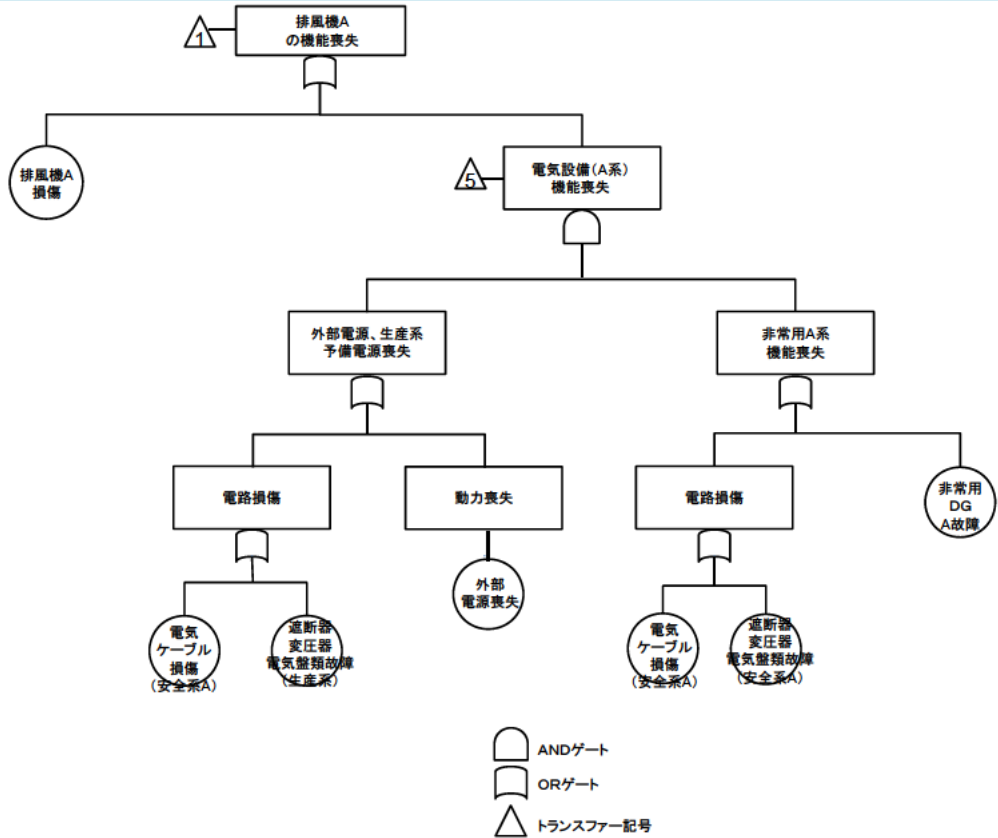 1
排風機A
の機能喪失
排風機A
損傷
5
電気設備(A系)
機能喪失
外部電源、生産系
予備電源喪失
非常用A系
機能喪失
電路損傷
動力喪失
電路損傷
非常用
DG
A故障
外部
電源喪失
電気
ケーブル
損傷
(安全系A)
遮断器
変圧器
電気盤類故障
(生産系)
電気
ケーブル
損傷
(安全系A)
遮断器
変圧器
電気盤類故障
(安全系A)
ANDゲート
ORゲート
トランスファー記号